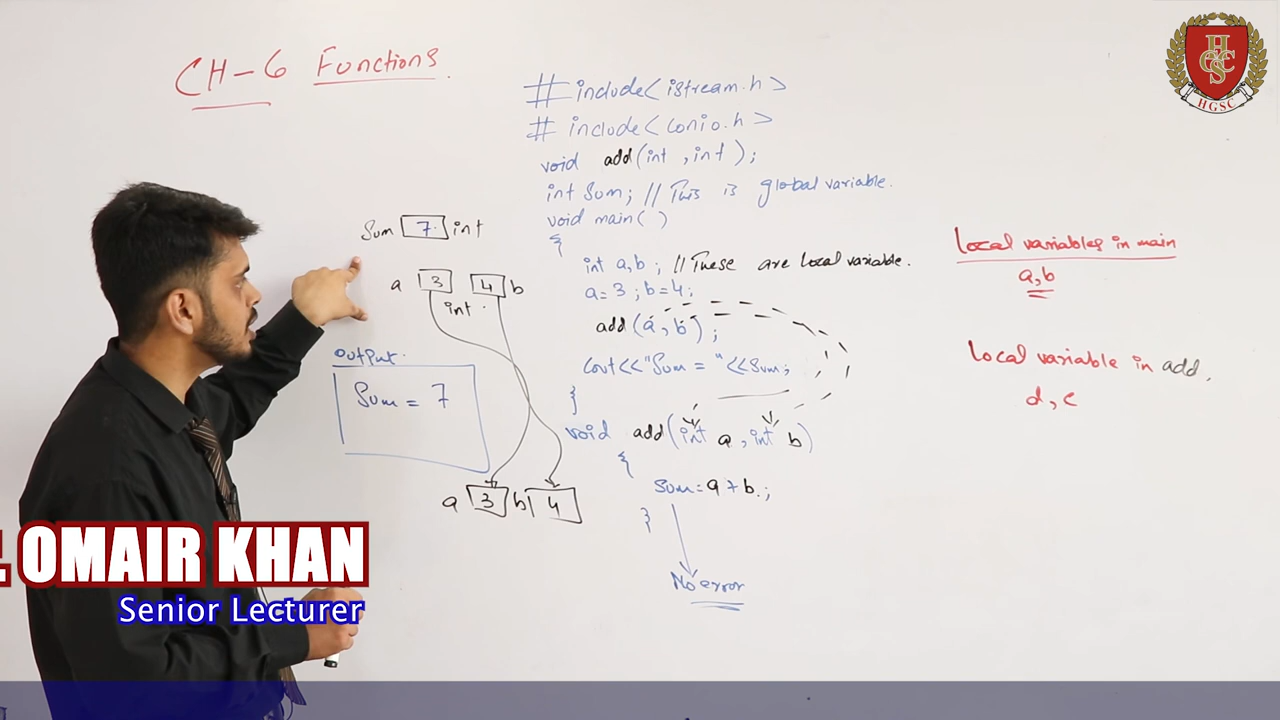 CH-6 Functions.
# include<istream.h>
# include<conio.h>
void add(int ,int);
int Sum; // This is global variable.
void main( )
{
int a,b ; // These are Local variable.
a=3 ; b=4;
add(a,b);
Cout<<"Sum = "<<Sum;
}
void add(int a, int b)
{
Sum=a+b.;
}
No error
Sum 7. int
a 3 4 b
int.
output.
Sum = 7
a 3 b 4
Local variables in main
a,b
Local variable in add.
d, c
HGSC
HGSC
. OMAIR KHAN
Senior Lecturer